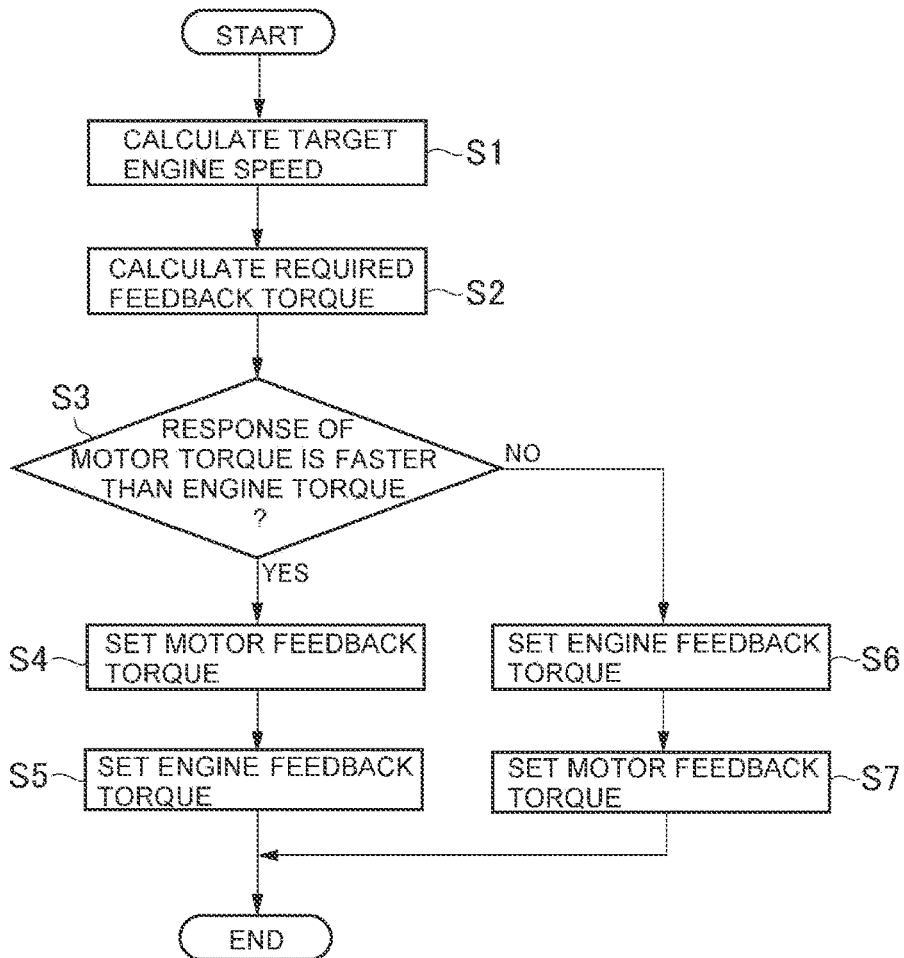 START
CALCULATE TARGET
ENGINE SPEED
S1
CALCULATE REQUIRED
FEEDBACK TORQUE
S2
S3
RESPONSE OF
MOTOR TORQUE IS FASTER
THAN ENGINE TORQUE
?
NO
YES
S4
SET MOTOR FEEDBACK
TORQUE
SET ENGINE FEEDBACK
TORQUE
S6
S5
SET ENGINE FEEDBACK
TORQUE
SET MOTOR FEEDBACK
TORQUE
S7
END